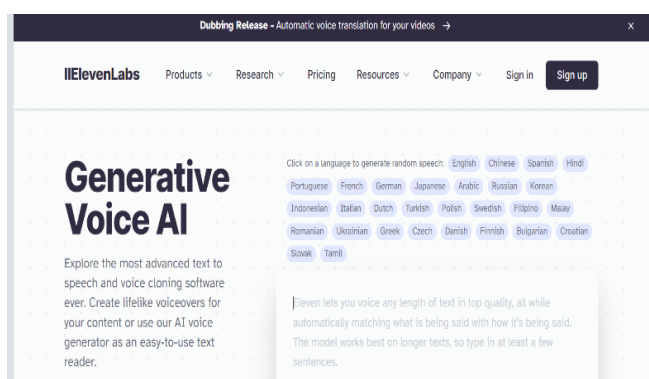 Dubbing Release - Automatic voice translation for your videos → x
IIElevenLabs Products Research Pricing Resources Company Sign in Sign up
Generative
Voice AI
Explore the most advanced text to
speech and voice cloning software
ever. Create lifelike voiceovers for
your content or use our AI voice
generator as an easy-to-use text
reader.
Click on a language to generate random speech: English Chinese Spanish Hindi
Portuguese French German Japanese Arabic Russian Korean
Indonesian Italian Dutch Turkish Polish Swedish Filipino Malay
Romanian Ukrainian Greek Czech Danish Finnish Bulgarian Croatian
Slovak Tamil
Eleven lets you voice any length of text in top quality, all while
automatically matching what is being said with how it's being said.
The model works best on longer texts, so type in at least a few
sentences.